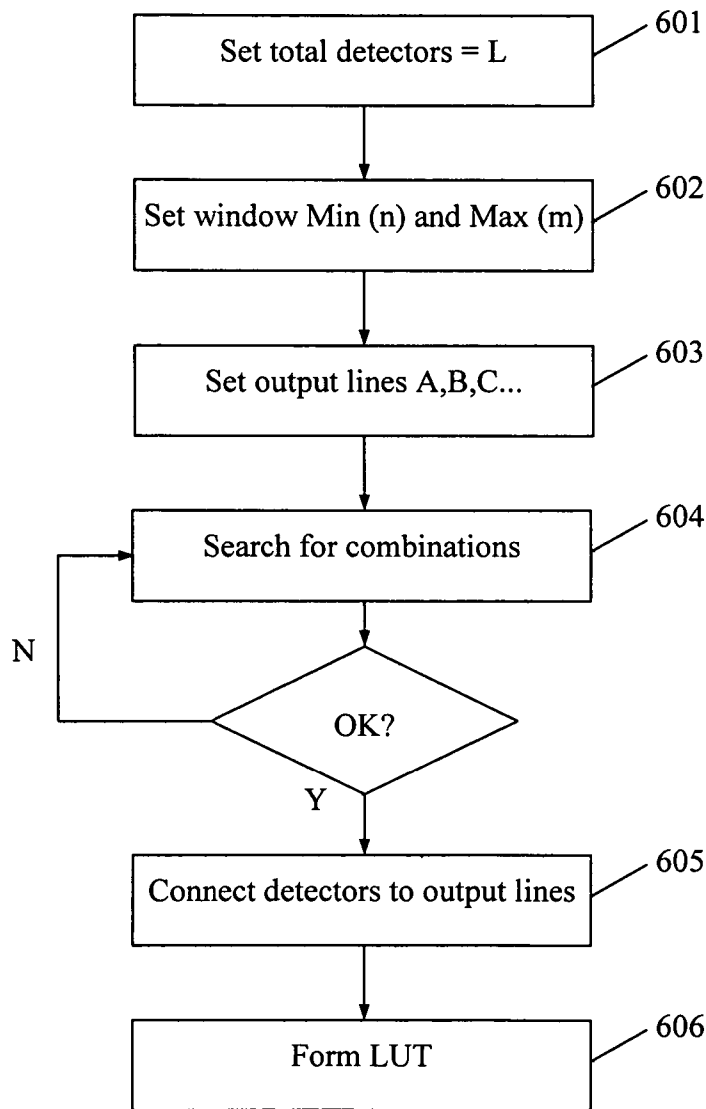 Set total detectors = L
601
Set window Min (n) and Max (m)
602
Set output lines A,B,C...
603
Search for combinations
604
N
OK?
Y
Connect detectors to output lines
605
Form LUT
606